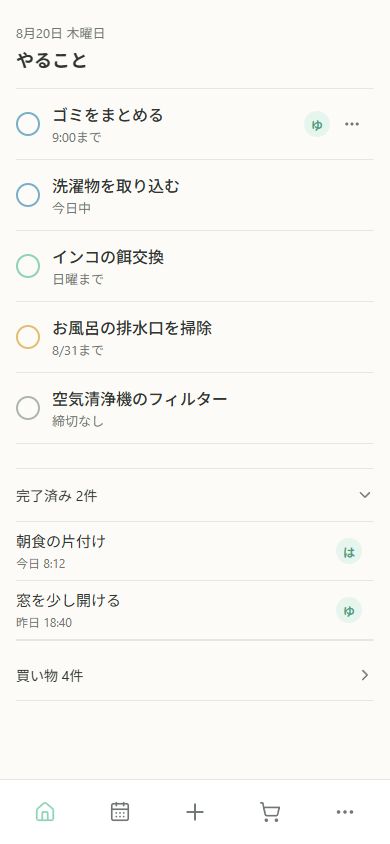 8月20日 木曜日
やること
ゴミをまとめる
ゆ
9:00まで
洗濯物を取り込む
今日中
インコの餌交換
日曜まで
お風呂の排水口を掃除
8/31まで
空気清浄機のフィルター
締切なし
完了済み 2件
朝食の片付け
は
今日 8:12
窓を少し開ける
ゆ
昨日 18:40
買い物 4件